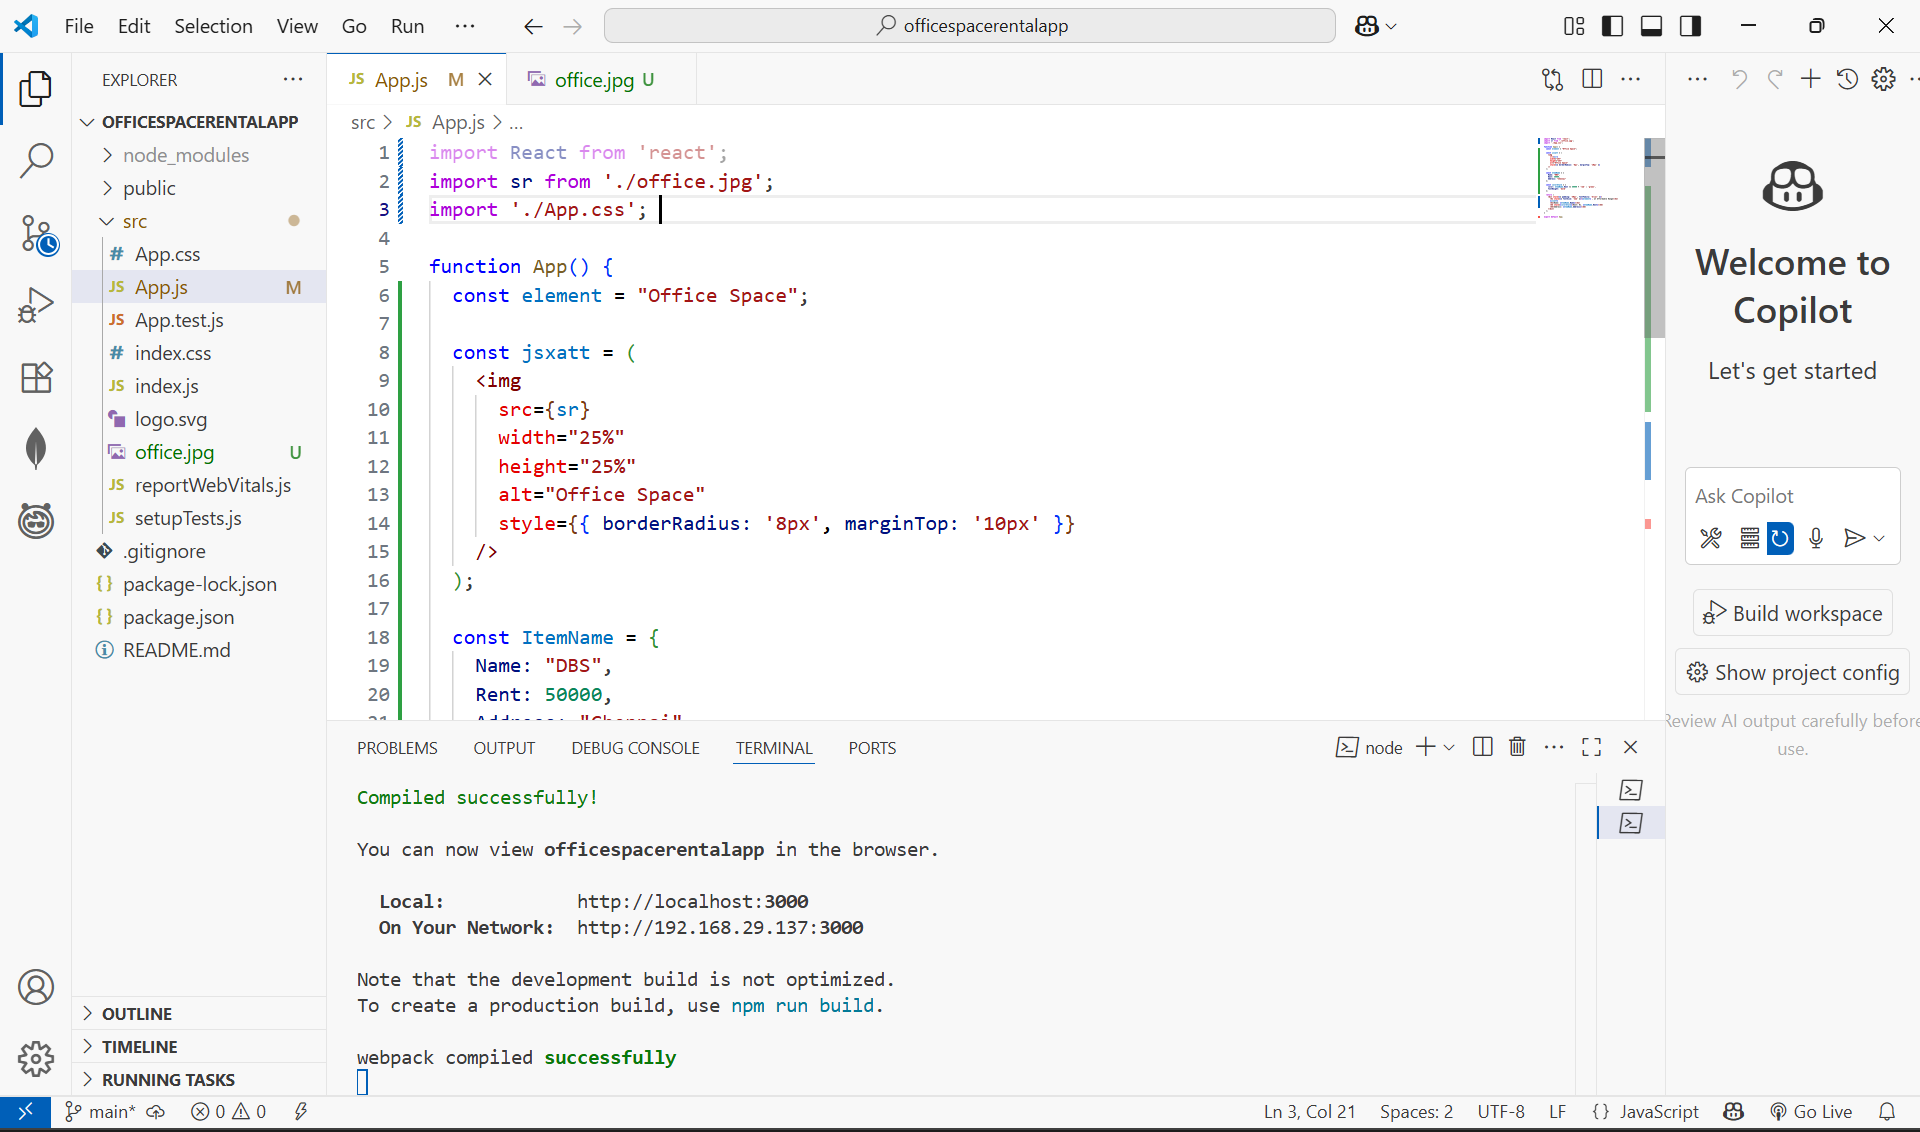 File Edit Selection View Go Run ··· officespacerentalapp
EXPLORER ···
OFFICESPACERENTALAPP
node_modules
public
src
# App.css
JS App.js M
JS App.test.js
# index.css
JS index.js
logo.svg
office.jpg U
JS reportWebVitals.js
JS setupTests.js
.gitignore
{} package-lock.json
{} package.json
README.md
OUTLINE
TIMELINE
RUNNING TASKS
JS App.js M
office.jpg U
src > JS App.js > ...
1 import React from 'react';
2 import sr from './office.jpg';
3 import './App.css';
4
5 function App() {
6 const element = "Office Space";
7
8 const jsxatt = (
9 <img
10 src={sr}
11 width="25%"
12 height="25%"
13 alt="Office Space"
14 style={{ borderRadius: '8px', marginTop: '10px' }}
15 />
16 );
17
18 const ItemName = {
19 Name: "DBS",
20 Rent: 50000,
21 Address: "Chennai"
PROBLEMS OUTPUT DEBUG CONSOLE TERMINAL PORTS
node
Compiled successfully!
You can now view officespacerentalapp in the browser.
Local: http://localhost:3000
On Your Network: http://192.168.29.137:3000
Note that the development build is not optimized.
To create a production build, use npm run build.
webpack compiled successfully
Welcome to
Copilot
Let's get started
Ask Copilot
Build workspace
Show project config
Review AI output carefully before
use.
main* 0 0
Ln 3, Col 21 Spaces: 2 UTF-8 LF {} JavaScript Go Live